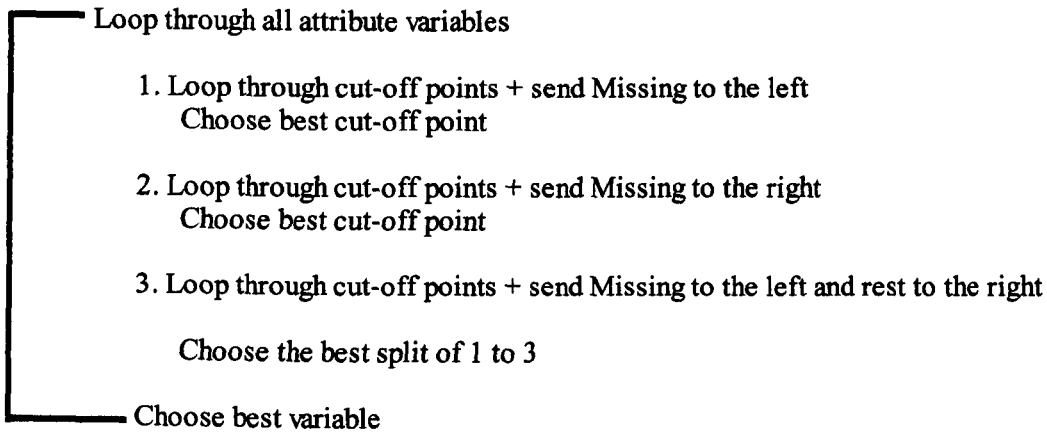 Loop through all attribute variables
1. Loop through cut-off points + send Missing to the left
Choose best cut-off point
2. Loop through cut-off points + send Missing to the right
Choose best cut-off point
3. Loop through cut-off points + send Missing to the left and rest to the right
Choose the best split of 1 to 3
Choose best variable